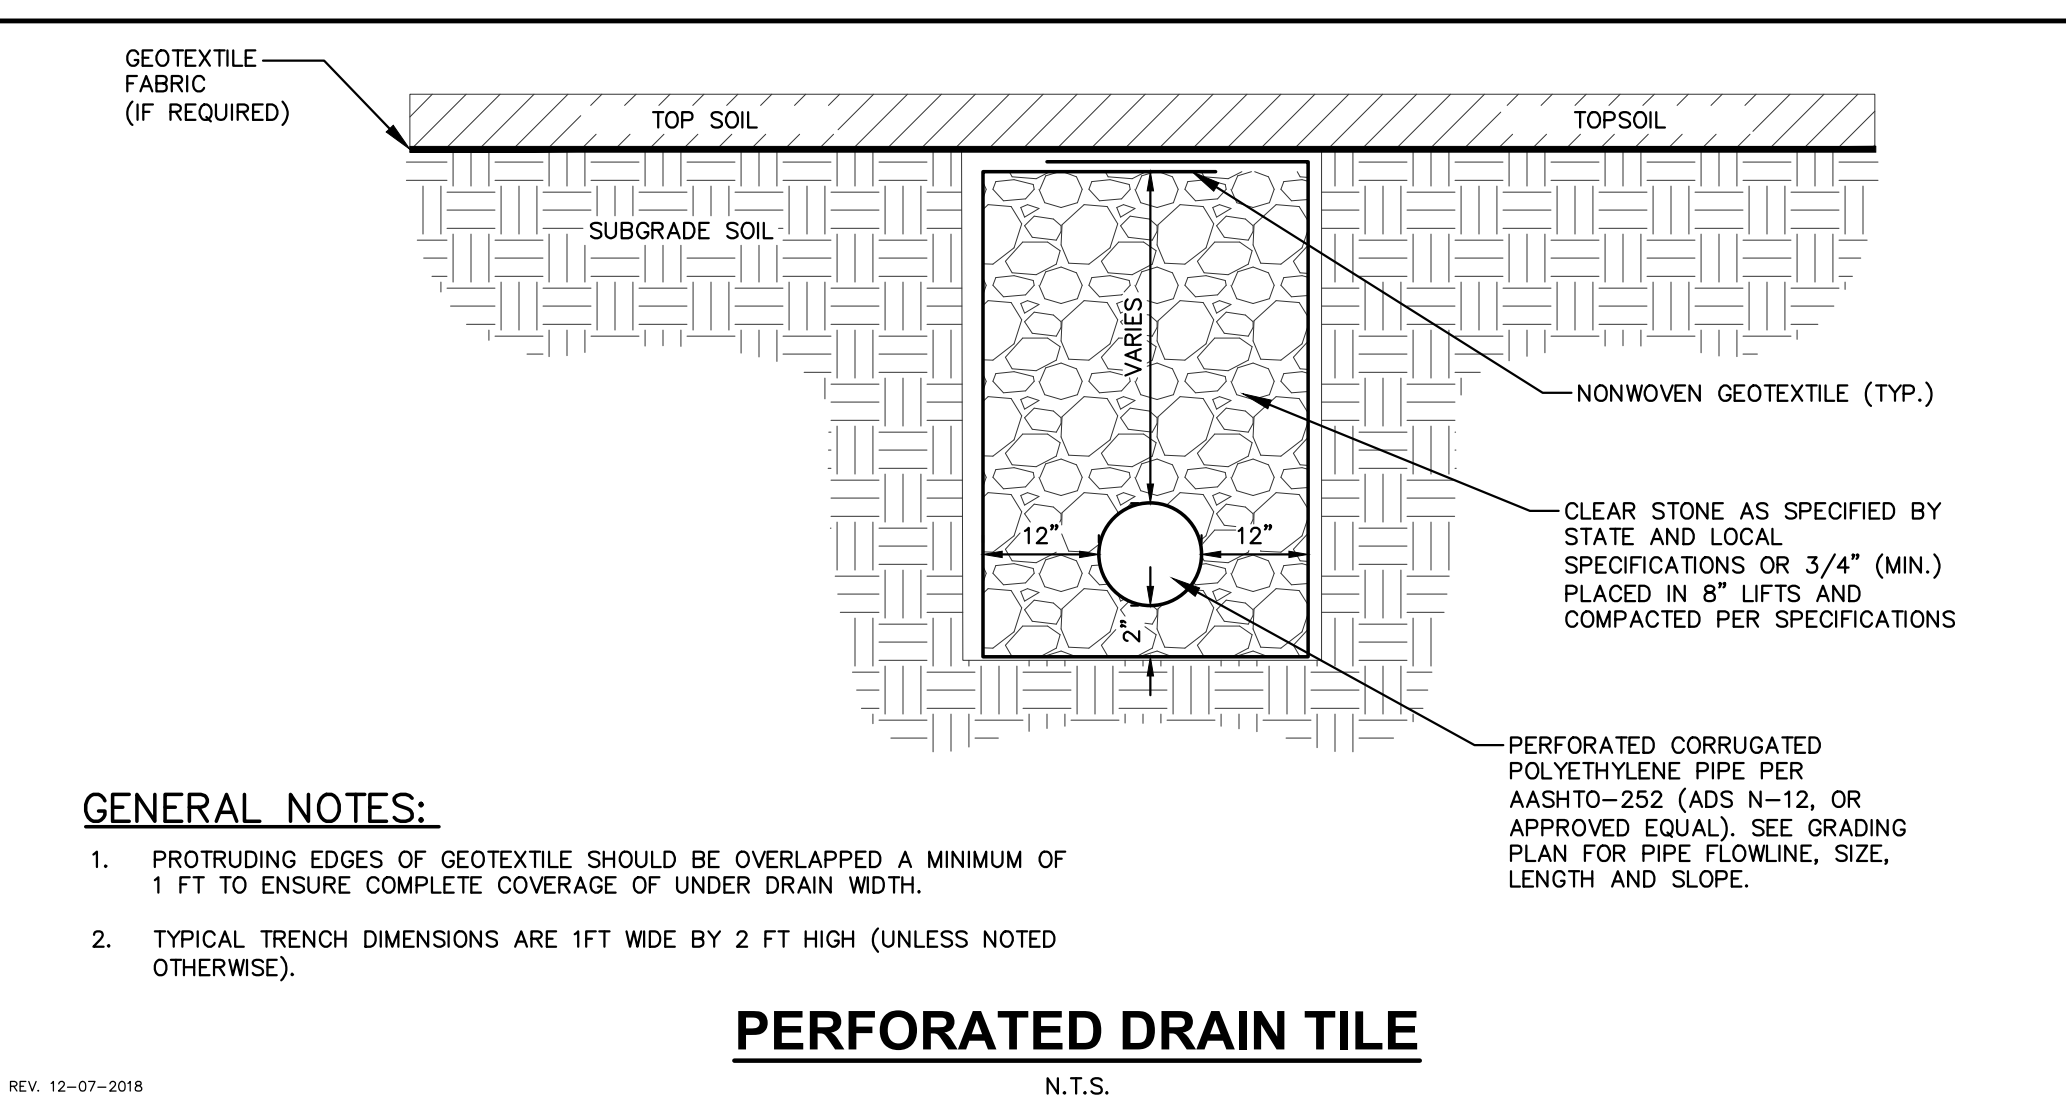 GEOTEXTILE
FABRIC
(IF REQUIRED)
TOP SOIL
TOPSOIL
SUBGRADE SOIL
VARIES
12"
12"
2"
NONWOVEN GEOTEXTILE (TYP.)
CLEAR STONE AS SPECIFIED BY
STATE AND LOCAL
SPECIFICATIONS OR 3/4" (MIN.)
PLACED IN 8" LIFTS AND
COMPACTED PER SPECIFICATIONS
PERFORATED CORRUGATED
POLYETHYLENE PIPE PER
AASHTO-252 (ADS N-12, OR
APPROVED EQUAL). SEE GRADING
PLAN FOR PIPE FLOWLINE, SIZE,
LENGTH AND SLOPE.
GENERAL NOTES:
1. PROTRUDING EDGES OF GEOTEXTILE SHOULD BE OVERLAPPED A MINIMUM OF
1 FT TO ENSURE COMPLETE COVERAGE OF UNDER DRAIN WIDTH.
2. TYPICAL TRENCH DIMENSIONS ARE 1FT WIDE BY 2 FT HIGH (UNLESS NOTED
OTHERWISE).
PERFORATED DRAIN TILE
N.T.S.
REV. 12-07-2018